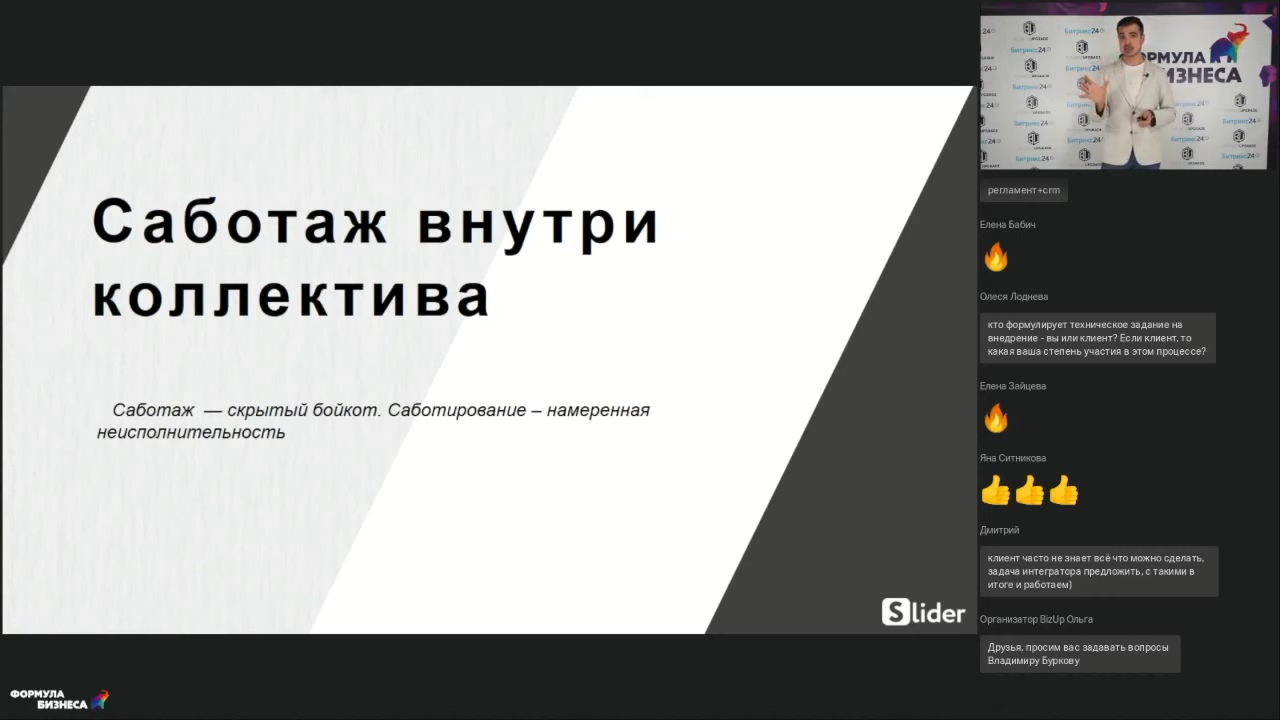 Саботаж внутри
коллектива
Саботаж — скрытый бойкот. Саботирование – намеренная
неисполнительность
Slider
ФОРМУЛА
БИЗНЕСА
Битрикс24
ФОРМУЛА
БИЗНЕСА
регламент+crm
Елена Бабич
Олеся Лоднева
кто формулирует техническое задание на
внедрение - вы или клиент? Если клиент, то
какая ваша степень участия в этом процессе?
Елена Зайцева
Яна Ситникова
Дмитрий
клиент часто не знает всё что можно сделать,
задача интегратора предложить, с такими в
итоге и работаем)
Организатор BizUp Ольга
Друзья, просим вас задавать вопросы
Владимиру Буркову